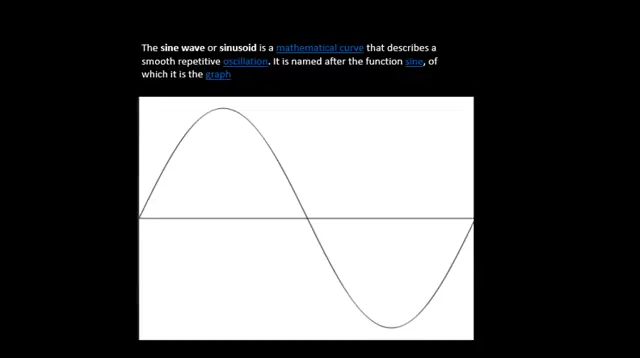 The sine wave or sinusoid is a mathematical curve that describes a
smooth repetitive oscillation. It is named after the function sine, of
which it is the graph